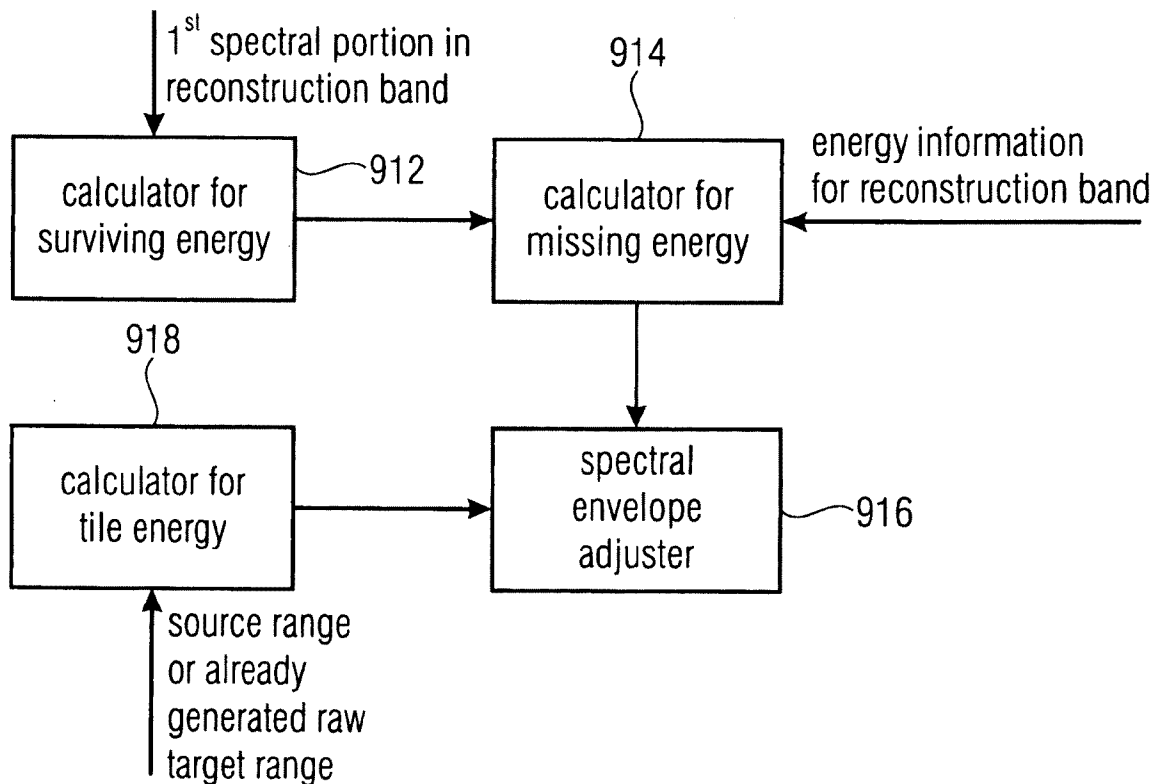 1st spectral portion in
reconstruction band
914
912
energy information
for reconstruction band
calculator for
surviving energy
calculator for
missing energy
918
calculator for
tile energy
spectral
envelope
adjuster
916
source range
or already
generated raw
target range